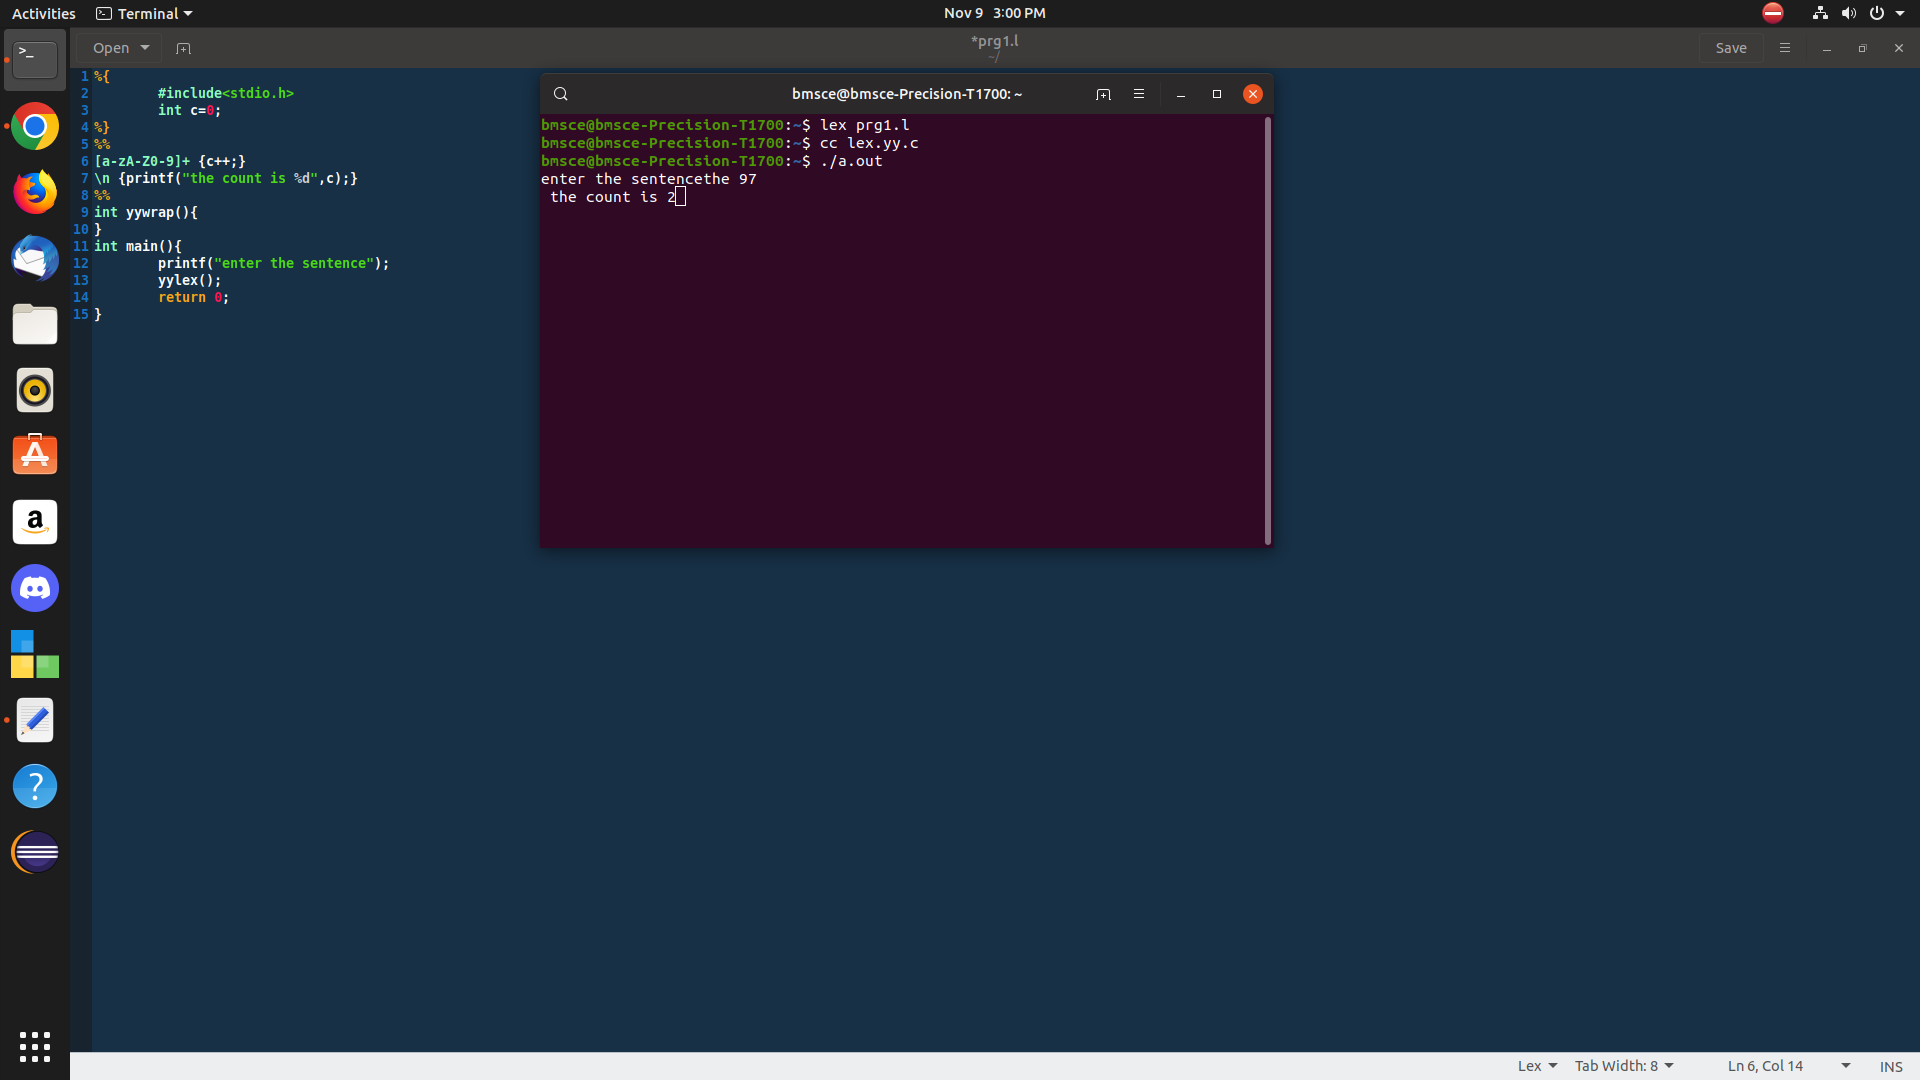 Activities Terminal Nov 9 3:00 PM
Open *prg1.l Save
~/
1 %{
2 #include<stdio.h>
3 int c=0;
4 %}
5 %%
6 [a-zA-Z0-9]+ {c++;}
7 \n {printf("the count is %d",c);}
8 %%
9 int yywrap(){
10 }
11 int main(){
12 printf("enter the sentence");
13 yylex();
14 return 0;
15 }
bmsce@bmsce-Precision-T1700: ~
bmsce@bmsce-Precision-T1700:~$ lex prg1.l
bmsce@bmsce-Precision-T1700:~$ cc lex.yy.c
bmsce@bmsce-Precision-T1700:~$ ./a.out
enter the sentencethe 97
 the count is 2
Lex Tab Width: 8 Ln 6, Col 14 INS